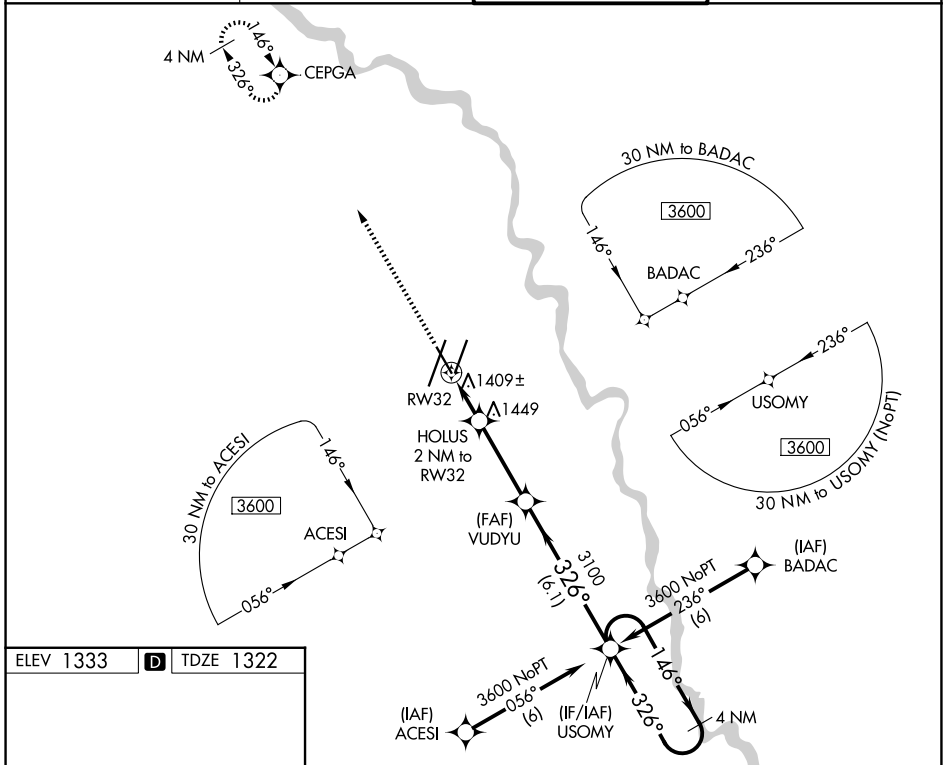 146°
4 NM
326°
CEPGA
30 NM to BADAC
3600
146°
236°
BADAC
236°
056°
USOMY
3600
30 NM to USOMY (NoPT)
RW32
1409±
1449
HOLUS
2 NM to
RW32
30 NM to ACESI
3600
146°
ACESI
056°
(FAF)
VUDYU
3100
326°
(6.1)
(IAF)
BADAC
3600 NoPT
236°
(6)
3600 NoPT
056°
(6)
(IAF)
ACESI
(IF/IAF)
USOMY
146°
326°
4 NM
ELEV 1333 D TDZE 1322